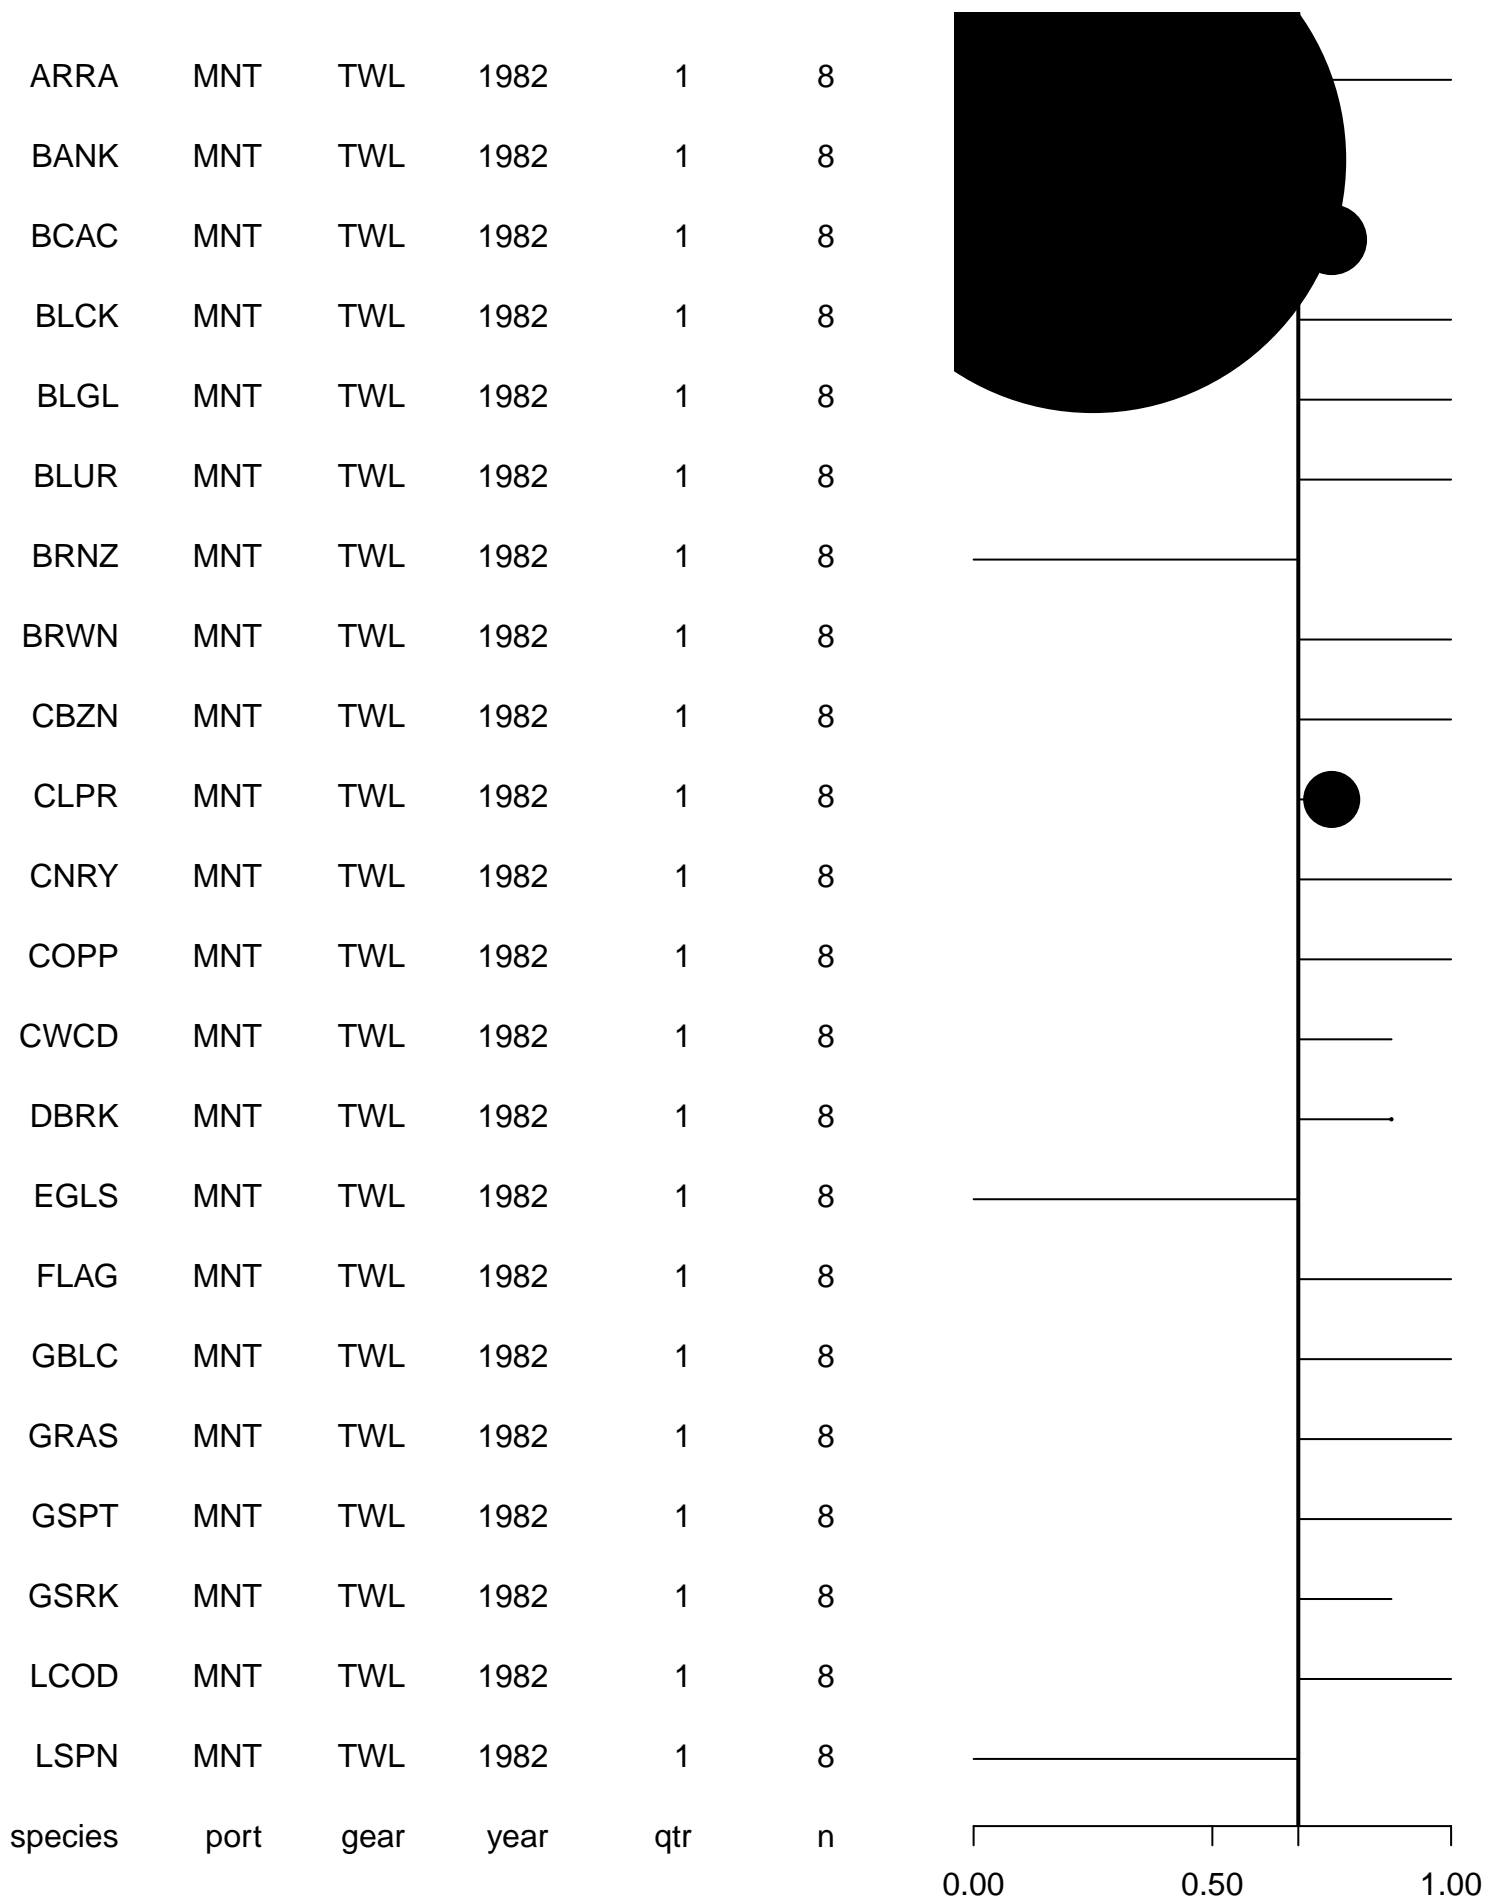 ARRA MNT TWL 1982 1 8
BANK MNT TWL 1982 1 8
BCAC MNT TWL 1982 1 8
BLCK MNT TWL 1982 1 8
BLGL MNT TWL 1982 1 8
BLUR MNT TWL 1982 1 8
BRNZ MNT TWL 1982 1 8
BRWN MNT TWL 1982 1 8
CBZN MNT TWL 1982 1 8
CLPR MNT TWL 1982 1 8
CNRY MNT TWL 1982 1 8
COPP MNT TWL 1982 1 8
CWCD MNT TWL 1982 1 8
DBRK MNT TWL 1982 1 8
EGLS MNT TWL 1982 1 8
FLAG MNT TWL 1982 1 8
GBLC MNT TWL 1982 1 8
GRAS MNT TWL 1982 1 8
GSPT MNT TWL 1982 1 8
GSRK MNT TWL 1982 1 8
LCOD MNT TWL 1982 1 8
LSPN MNT TWL 1982 1 8
species port gear year qtr n
0.00 0.50 1.00